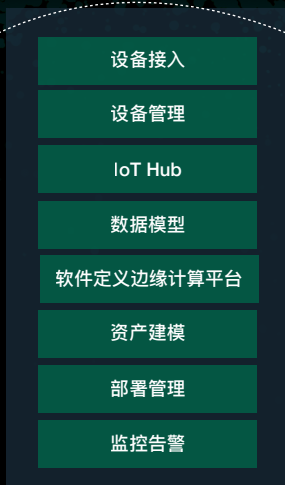 设备接入
设备管理
IoT Hub
数据模型
软件定义边缘计算平台
资产建模
部署管理
监控告警